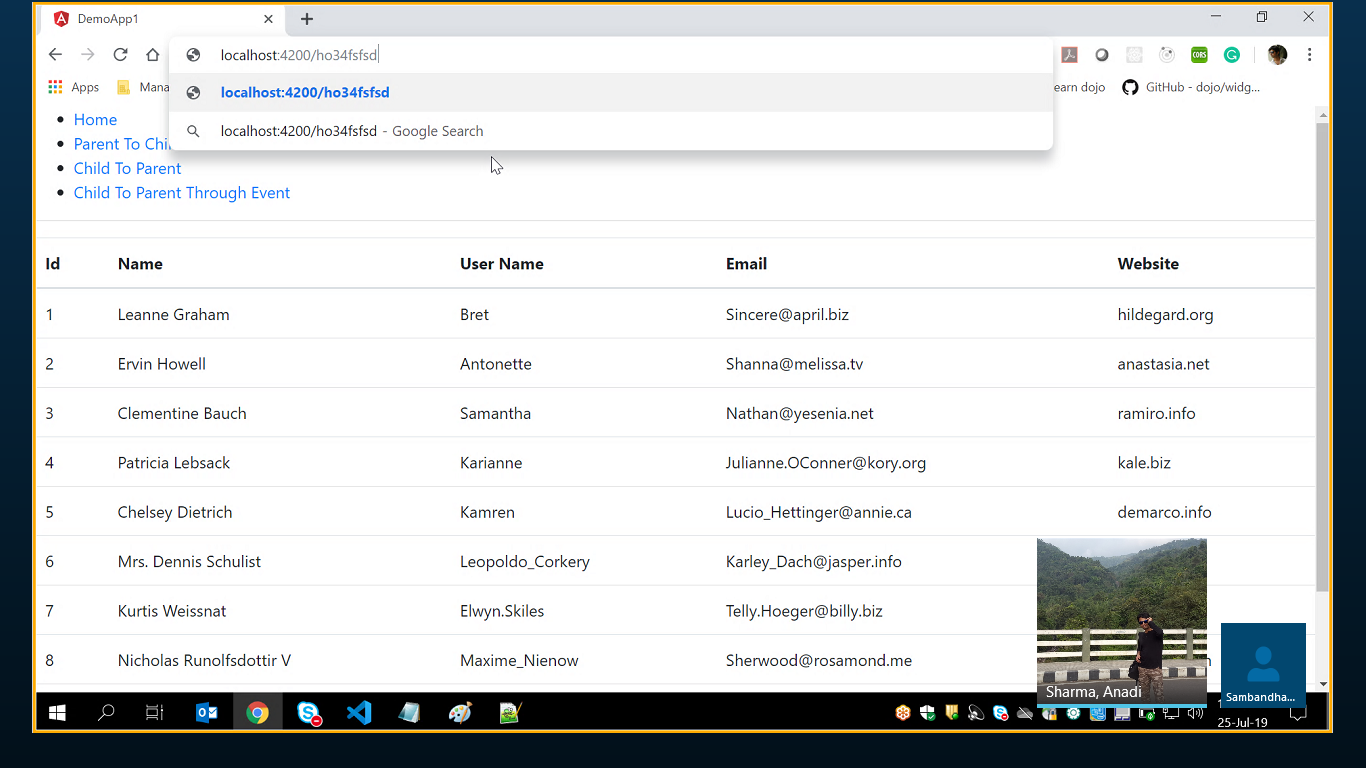 DemoApp1
localhost:4200/ho34fsfsd
localhost:4200/ho34fsfsd
localhost:4200/ho34fsfsd - Google Search
Apps
Mana
earn dojo
GitHub - dojo/widg...
CORS
Home
Parent To Chi
Child To Parent
Child To Parent Through Event
Id Name User Name Email Website
1 Leanne Graham Bret Sincere@april.biz hildegard.org
2 Ervin Howell Antonette Shanna@melissa.tv anastasia.net
3 Clementine Bauch Samantha Nathan@yesenia.net ramiro.info
4 Patricia Lebsack Karianne Julianne.OConner@kory.org kale.biz
5 Chelsey Dietrich Kamren Lucio_Hettinger@annie.ca demarco.info
6 Mrs. Dennis Schulist Leopoldo_Corkery Karley_Dach@jasper.info
7 Kurtis Weissnat Elwyn.Skiles Telly.Hoeger@billy.biz
8 Nicholas Runolfsdottir V Maxime_Nienow Sherwood@rosamond.me
Sharma, Anadi
Sambandha...
25-Jul-19